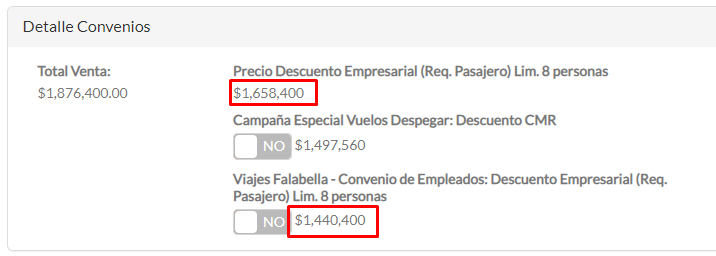 Detalle Convenios
Total Venta:
$1,876,400.00
Precio Descuento Empresarial (Req. Pasajero) Lim. 8 personas
$1,658,400
Campaña Especial Vuelos Despegar: Descuento CMR
NO $1,497,560
Viajes Falabella - Convenio de Empleados: Descuento Empresarial (Req.
Pasajero) Lim. 8 personas
NO $1,440,400